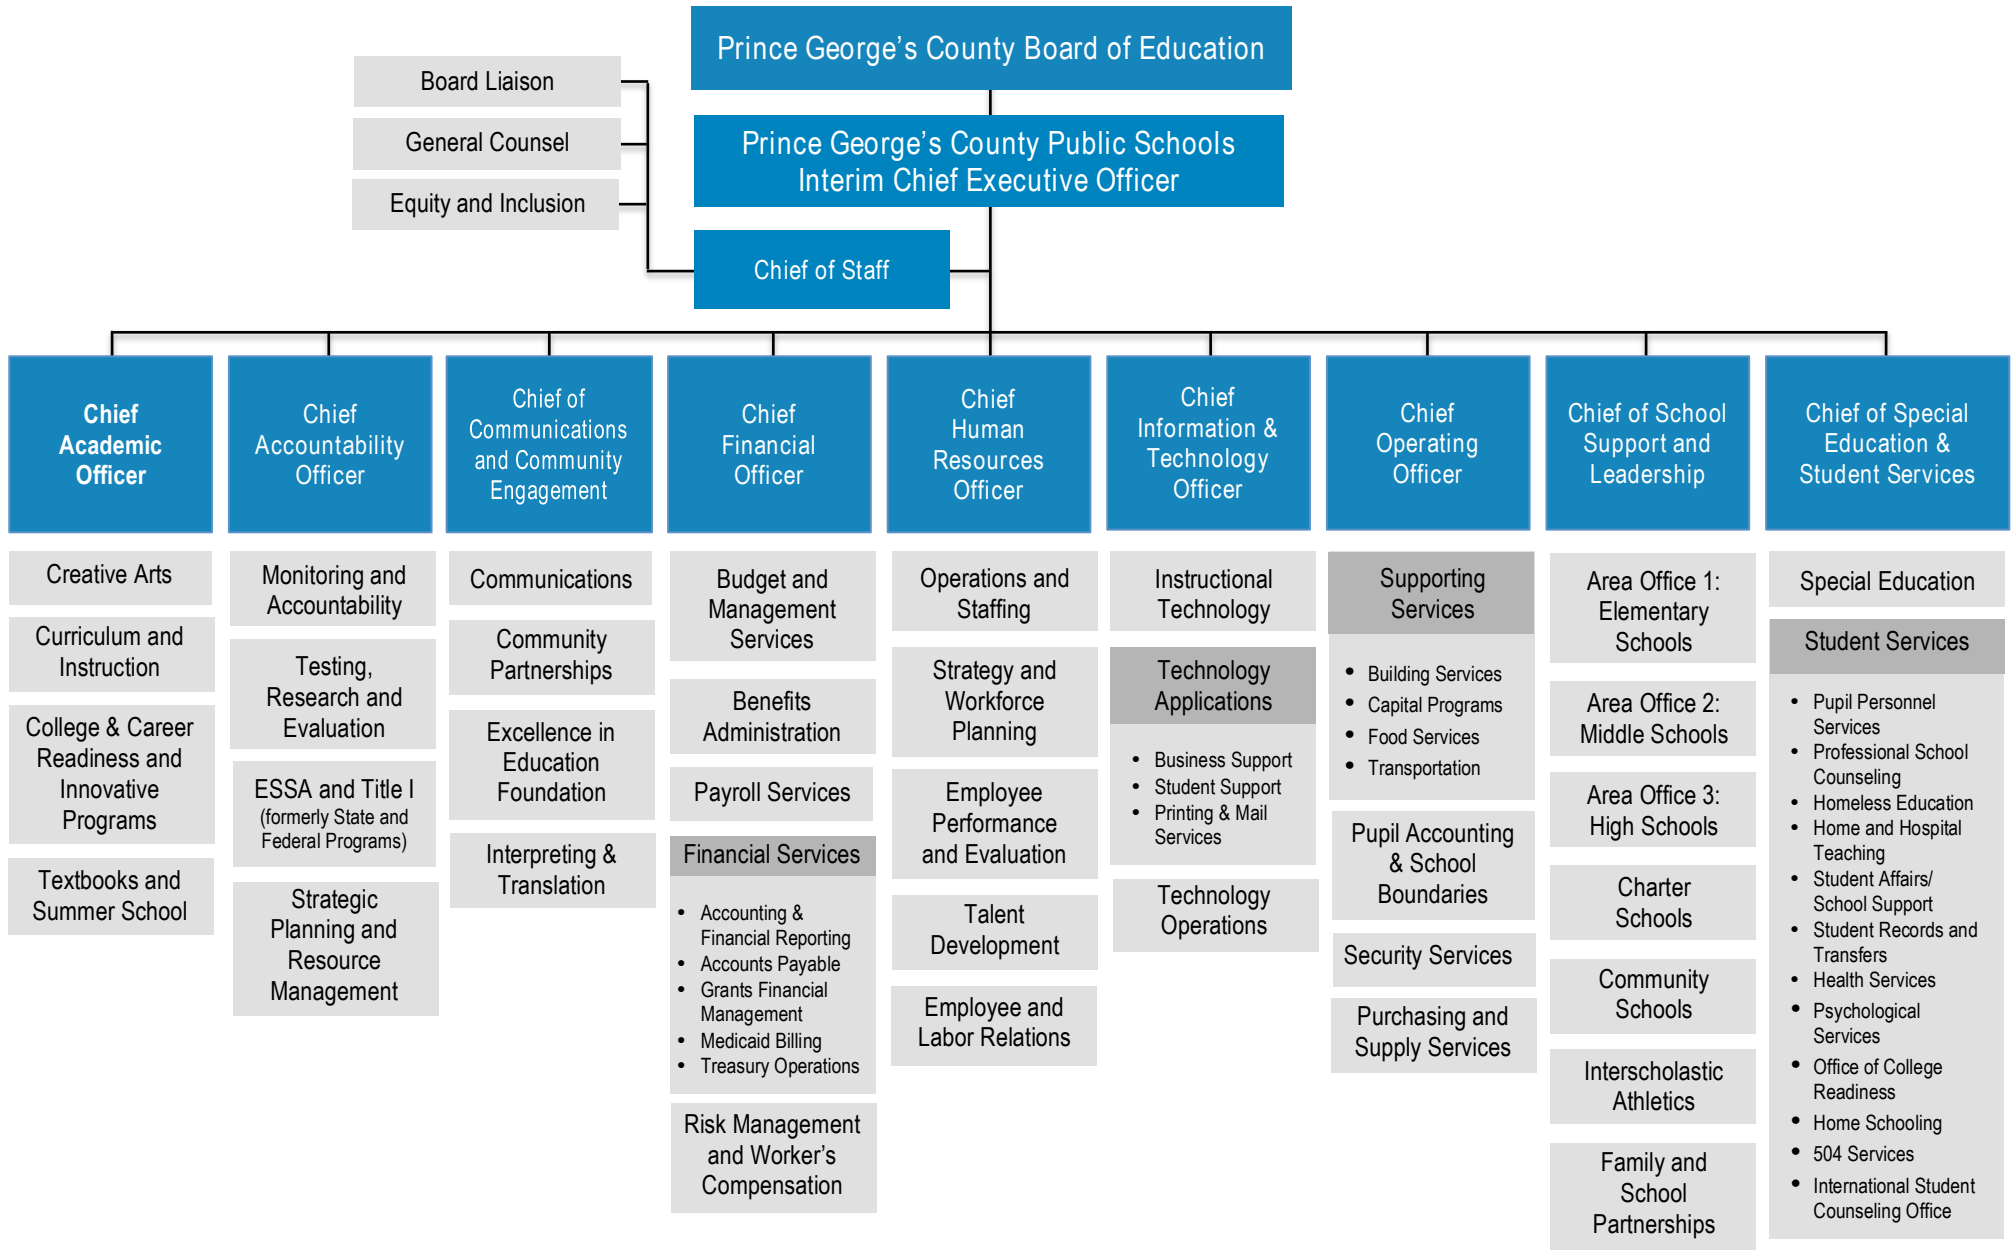 Prince George’s County Board of Education
Board Liaison
General Counsel
Equity and Inclusion
Prince George’s County Public Schools
Interim Chief Executive Officer
Chief of Staff
Chief
Academic
Officer
Creative Arts
Curriculum and
Instruction
College & Career
Readiness and
Innovative
Programs
Textbooks and
Summer School
Chief
Accountability
Officer
Monitoring and
Accountability
Testing,
Research and
Evaluation
ESSA and Title I
(formerly State and
Federal Programs)
Strategic
Planning and
Resource
Management
Chief of
Communications
and Community
Engagement
Communications
Community
Partnerships
Excellence in
Education
Foundation
Interpreting &
Translation
Chief
Financial
Officer
Budget and
Management
Services
Benefits
Administration
Payroll Services
Financial Services
• Accounting &
Financial Reporting
• Accounts Payable
• Grants Financial
Management
• Medicaid Billing
• Treasury Operations
Risk Management
and Worker’s
Compensation
Chief
Human
Resources
Officer
Operations and
Staffing
Strategy and
Workforce
Planning
Employee
Performance
and Evaluation
Talent
Development
Employee and
Labor Relations
Chief
Information &
Technology
Officer
Instructional
Technology
Technology
Applications
• Business Support
• Student Support
• Printing & Mail
Services
Technology
Operations
Chief
Operating
Officer
Supporting
Services
• Building Services
• Capital Programs
• Food Services
• Transportation
Pupil Accounting
& School
Boundaries
Security Services
Purchasing and
Supply Services
Chief of School
Support and
Leadership
Area Office 1:
Elementary
Schools
Area Office 2:
Middle Schools
Area Office 3:
High Schools
Charter
Schools
Community
Schools
Interscholastic
Athletics
Family and
School
Partnerships
Chief of Special
Education &
Student Services
Special Education
Student Services
• Pupil Personnel
Services
• Professional School
Counseling
• Homeless Education
• Home and Hospital
Teaching
• Student Affairs/
School Support
• Student Records and
Transfers
• Health Services
• Psychological
Services
• Office of College
Readiness
• Home Schooling
• 504 Services
• International Student
Counseling Office